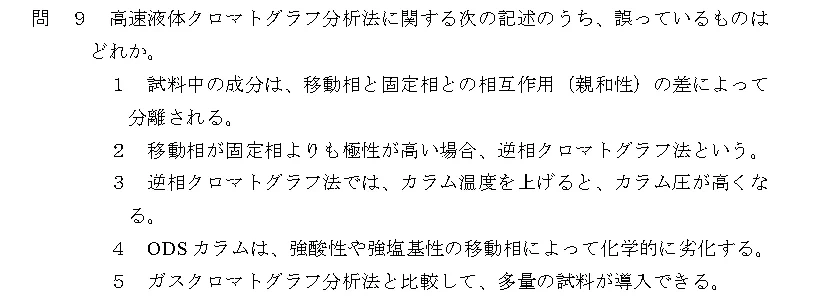 問 ９ 高速液体クロマトグラフ分析法に関する次の記述のうち、誤っているものは
どれか。
１ 試料中の成分は、移動相と固定相との相互作用（親和性）の差によって
分離される。
２ 移動相が固定相よりも極性が高い場合、逆相クロマトグラフ法という。
３ 逆相クロマトグラフ法では、カラム温度を上げると、カラム圧が高くな
る。
４ ODS カラムは、強酸性や強塩基性の移動相によって化学的に劣化する。
５ ガスクロマトグラフ分析法と比較して、多量の試料が導入できる。